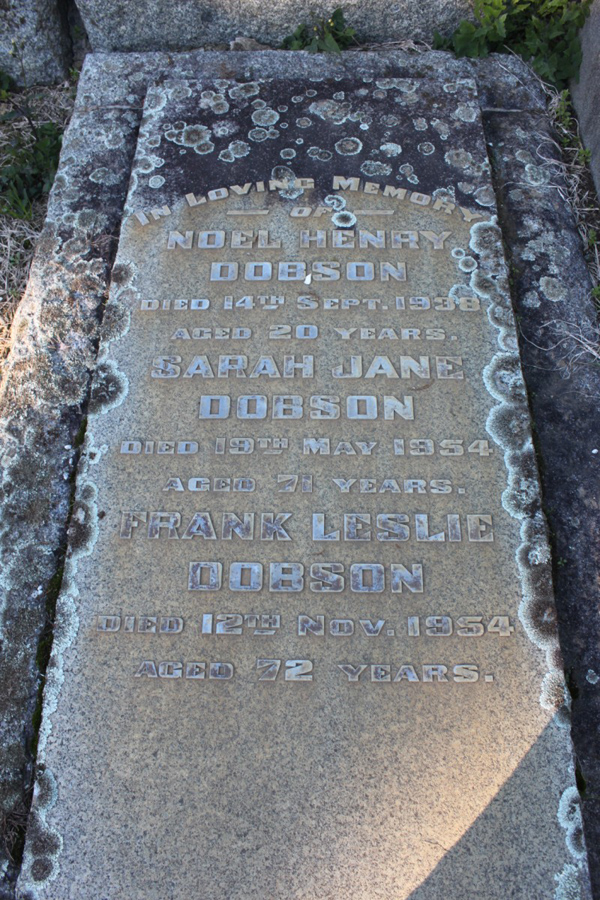 In Loving Memory
of
Noel Henry
Dobson
Died 14th Sept. 1938
aged 20 years.
Sarah Jane
Dobson
Died 19th May 1954
aged 71 years.
Frank Leslie
Dobson
Died 12th Nov. 1954
aged 72 years.